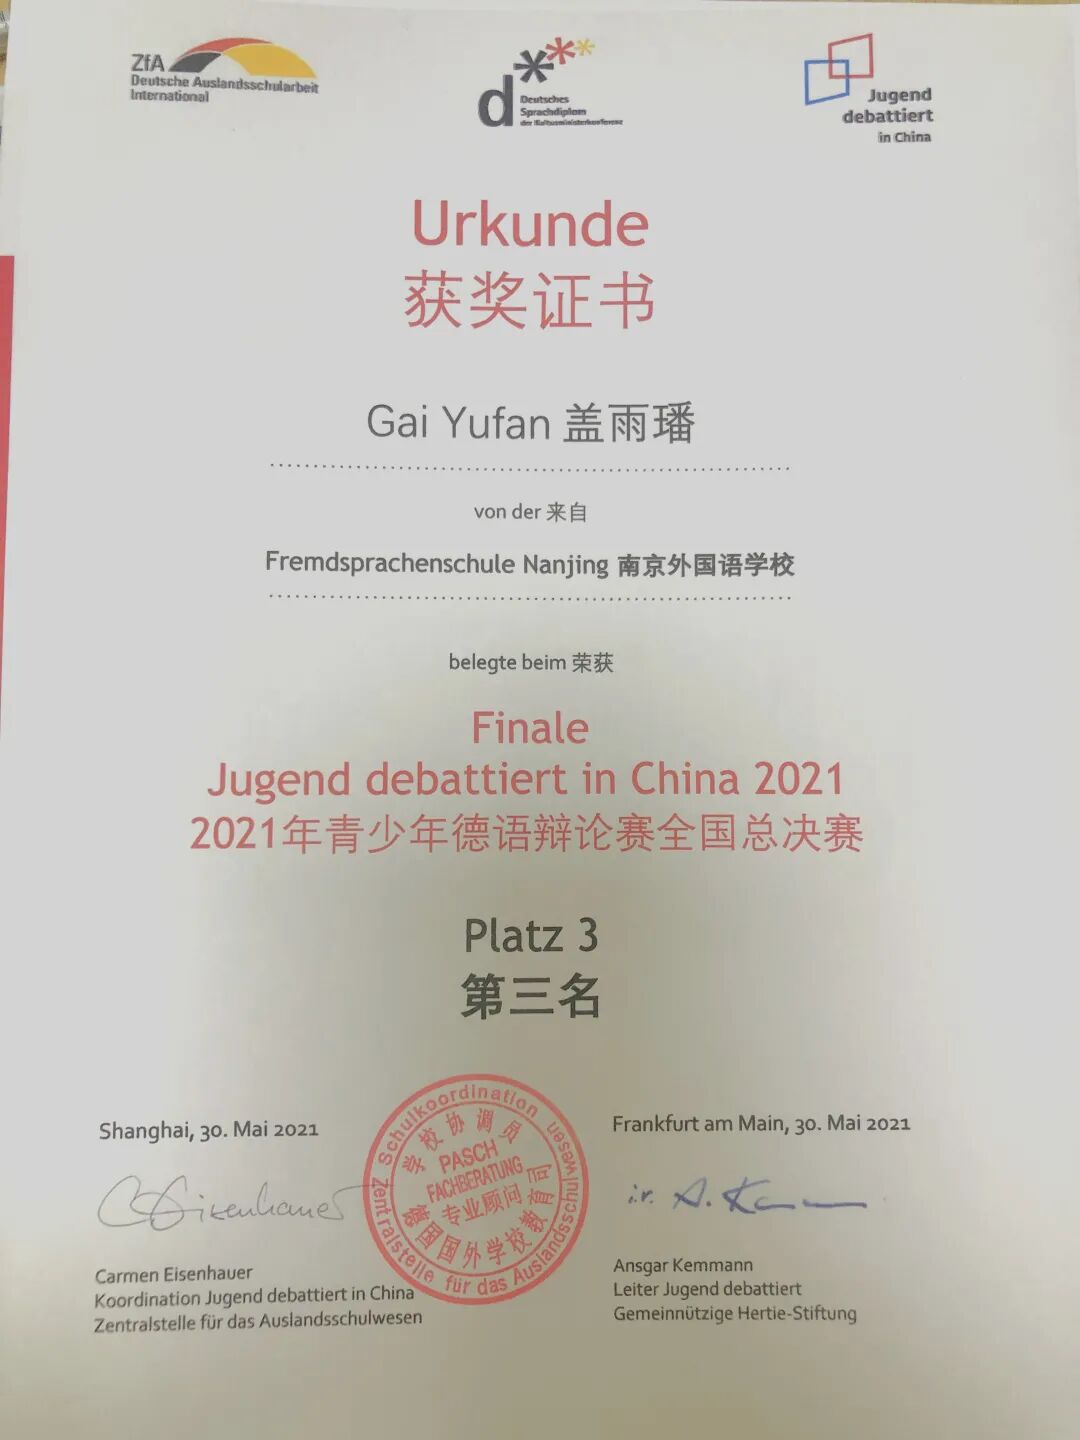 ZfA
Deutsche Auslandsschularbeit
International
d
Deutsches
Sprachdiplom
der Kultusministerkonferenz
Jugend
debattiert
in China
Urkunde
获奖证书
Gai Yufan 盖雨璠
von der 来自
Fremdsprachenschule Nanjing 南京外国语学校
belegte beim 荣获
Finale
Jugend debattiert in China 2021
2021年青少年德语辩论赛全国总决赛
Platz 3
第三名
Shanghai, 30. Mai 2021
Frankfurt am Main, 30. Mai 2021
Schulkoordination
学校协调员
PASCH
FACHBERATUNG
专业顾问
德国国外学校教育司
Zentralstelle für das Auslandsschulwesen
C Eisenhauer
Carmen Eisenhauer
Koordination Jugend debattiert in China
Zentralstelle für das Auslandsschulwesen
Ansgar Kemmann
Leiter Jugend debattiert
Gemeinnützige Hertie-Stiftung